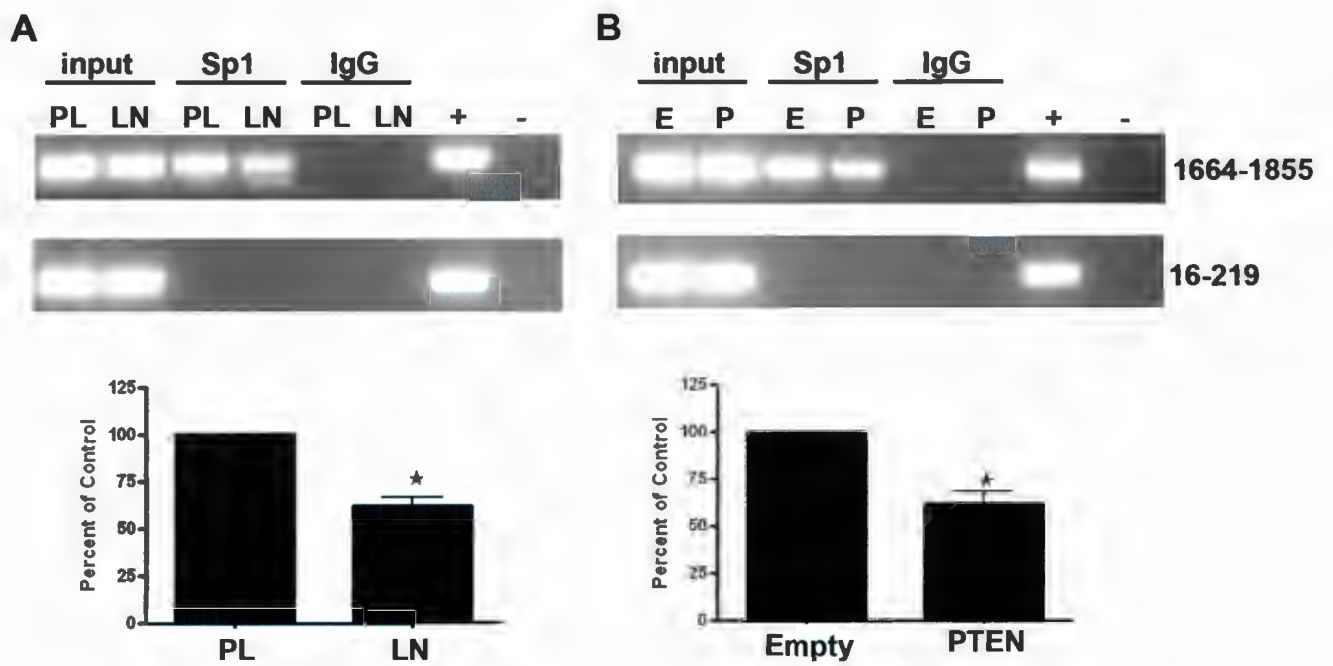 A
input Sp1 IgG
PL LN PL LN PL LN + -
B
input Sp1 IgG
E P E P E P + -
1664-1855
16-219
Percent of Control
125
100
75
50
25
0
★
PL LN
Percent of Control
125
100
75
50
25
0
★
Empty PTEN